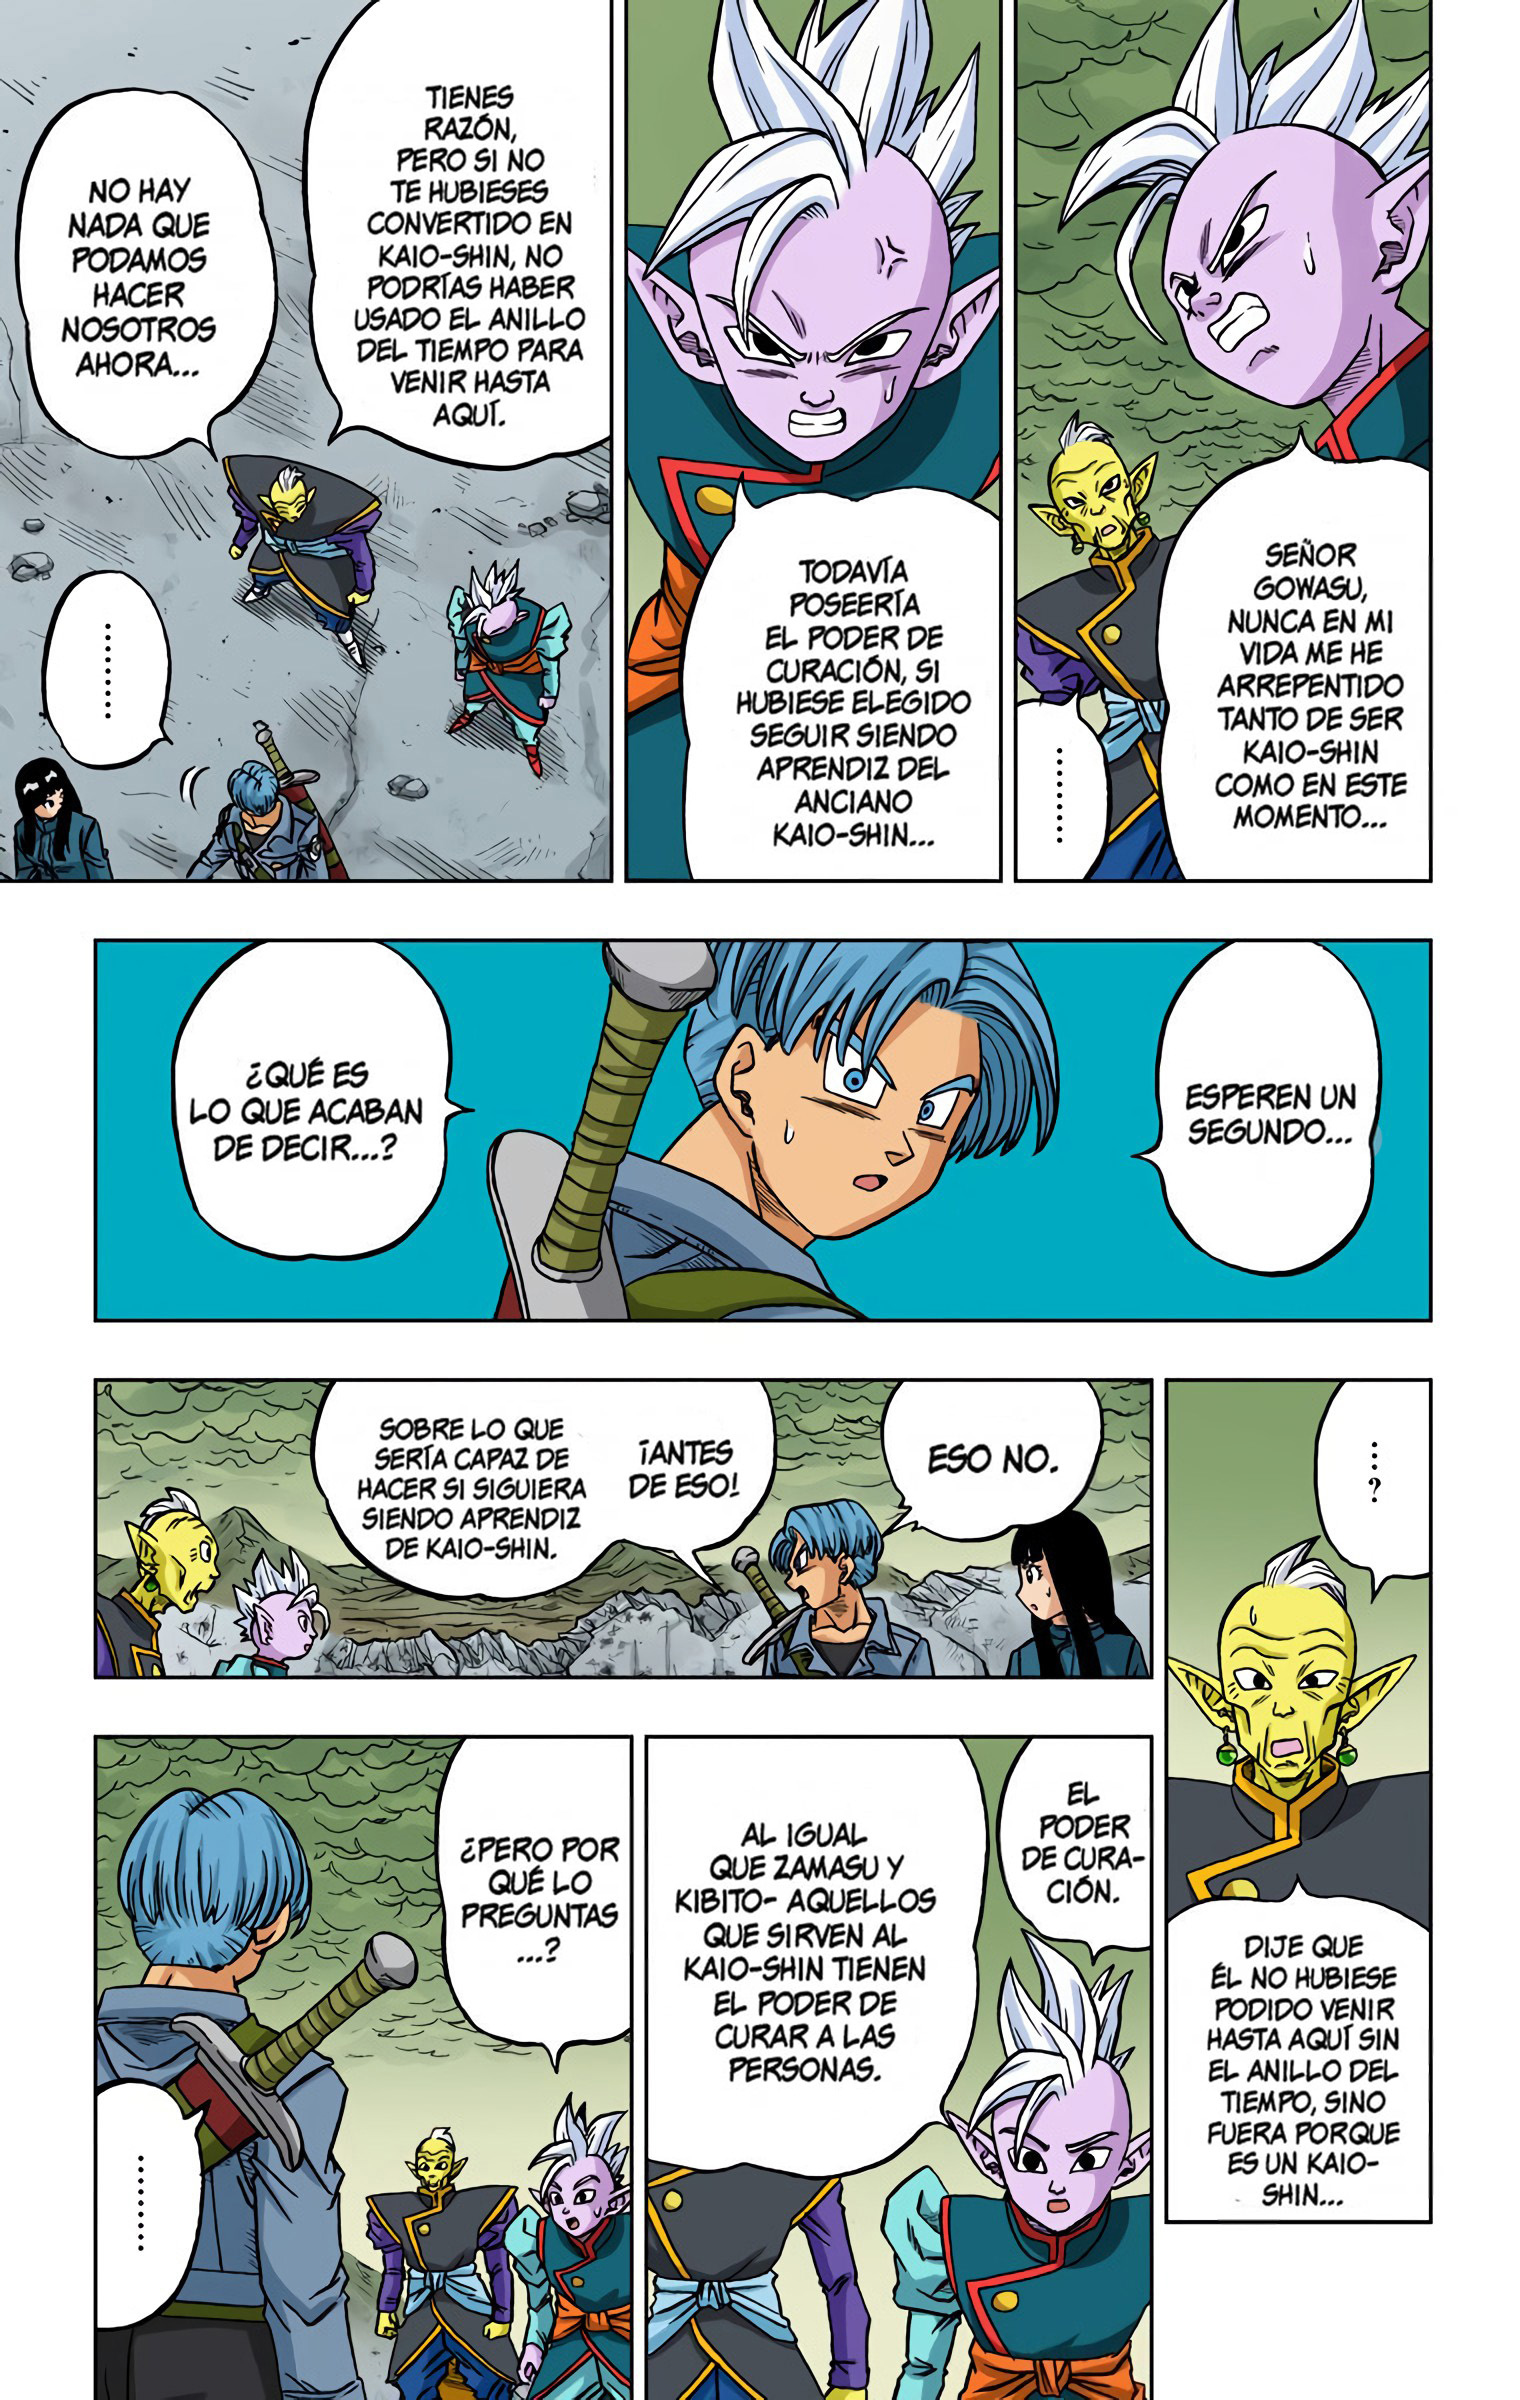 SEÑOR
GOWASU,
NUNCA EN MI
VIDA ME HE
ARREPENTIDO
TANTO DE SER
KAIO-SHIN
COMO EN ESTE
MOMENTO...
........
TODAVÍA
POSEERÍA
EL PODER DE
CURACIÓN, SI
HUBIESE ELEGIDO
SEGUIR SIENDO
APRENDIZ DEL
ANCIANO
KAIO-SHIN...
TIENES
RAZÓN,
PERO SI NO
TE HUBIESES
CONVERTIDO EN
KAIO-SHIN, NO
PODRÍAS HABER
USADO EL ANILLO
DEL TIEMPO PARA
VENIR HASTA
AQUÍ.
NO HAY
NADA QUE
PODAMOS
HACER
NOSOTROS
AHORA...
........
ESPEREN UN
SEGUNDO...
¿QUÉ ES
LO QUE ACABAN
DE DECIR...?
...?
DIJE QUE
ÉL NO HUBIESE
PODIDO VENIR
HASTA AQUÍ SIN
EL ANILLO DEL
TIEMPO, SINO
FUERA PORQUE
ES UN KAIO-
SHIN...
ESO NO.
¡ANTES
DE ESO!
SOBRE LO QUE
SERÍA CAPAZ DE
HACER SI SIGUIERA
SIENDO APRENDIZ
DE KAIO-SHIN.
EL
PODER
DE CURA-
CIÓN.
AL IGUAL
QUE ZAMASU Y
KIBITO- AQUELLOS
QUE SIRVEN AL
KAIO-SHIN TIENEN
EL PODER DE
CURAR A LAS
PERSONAS.
¿PERO POR
QUÉ LO
PREGUNTAS
...?
........